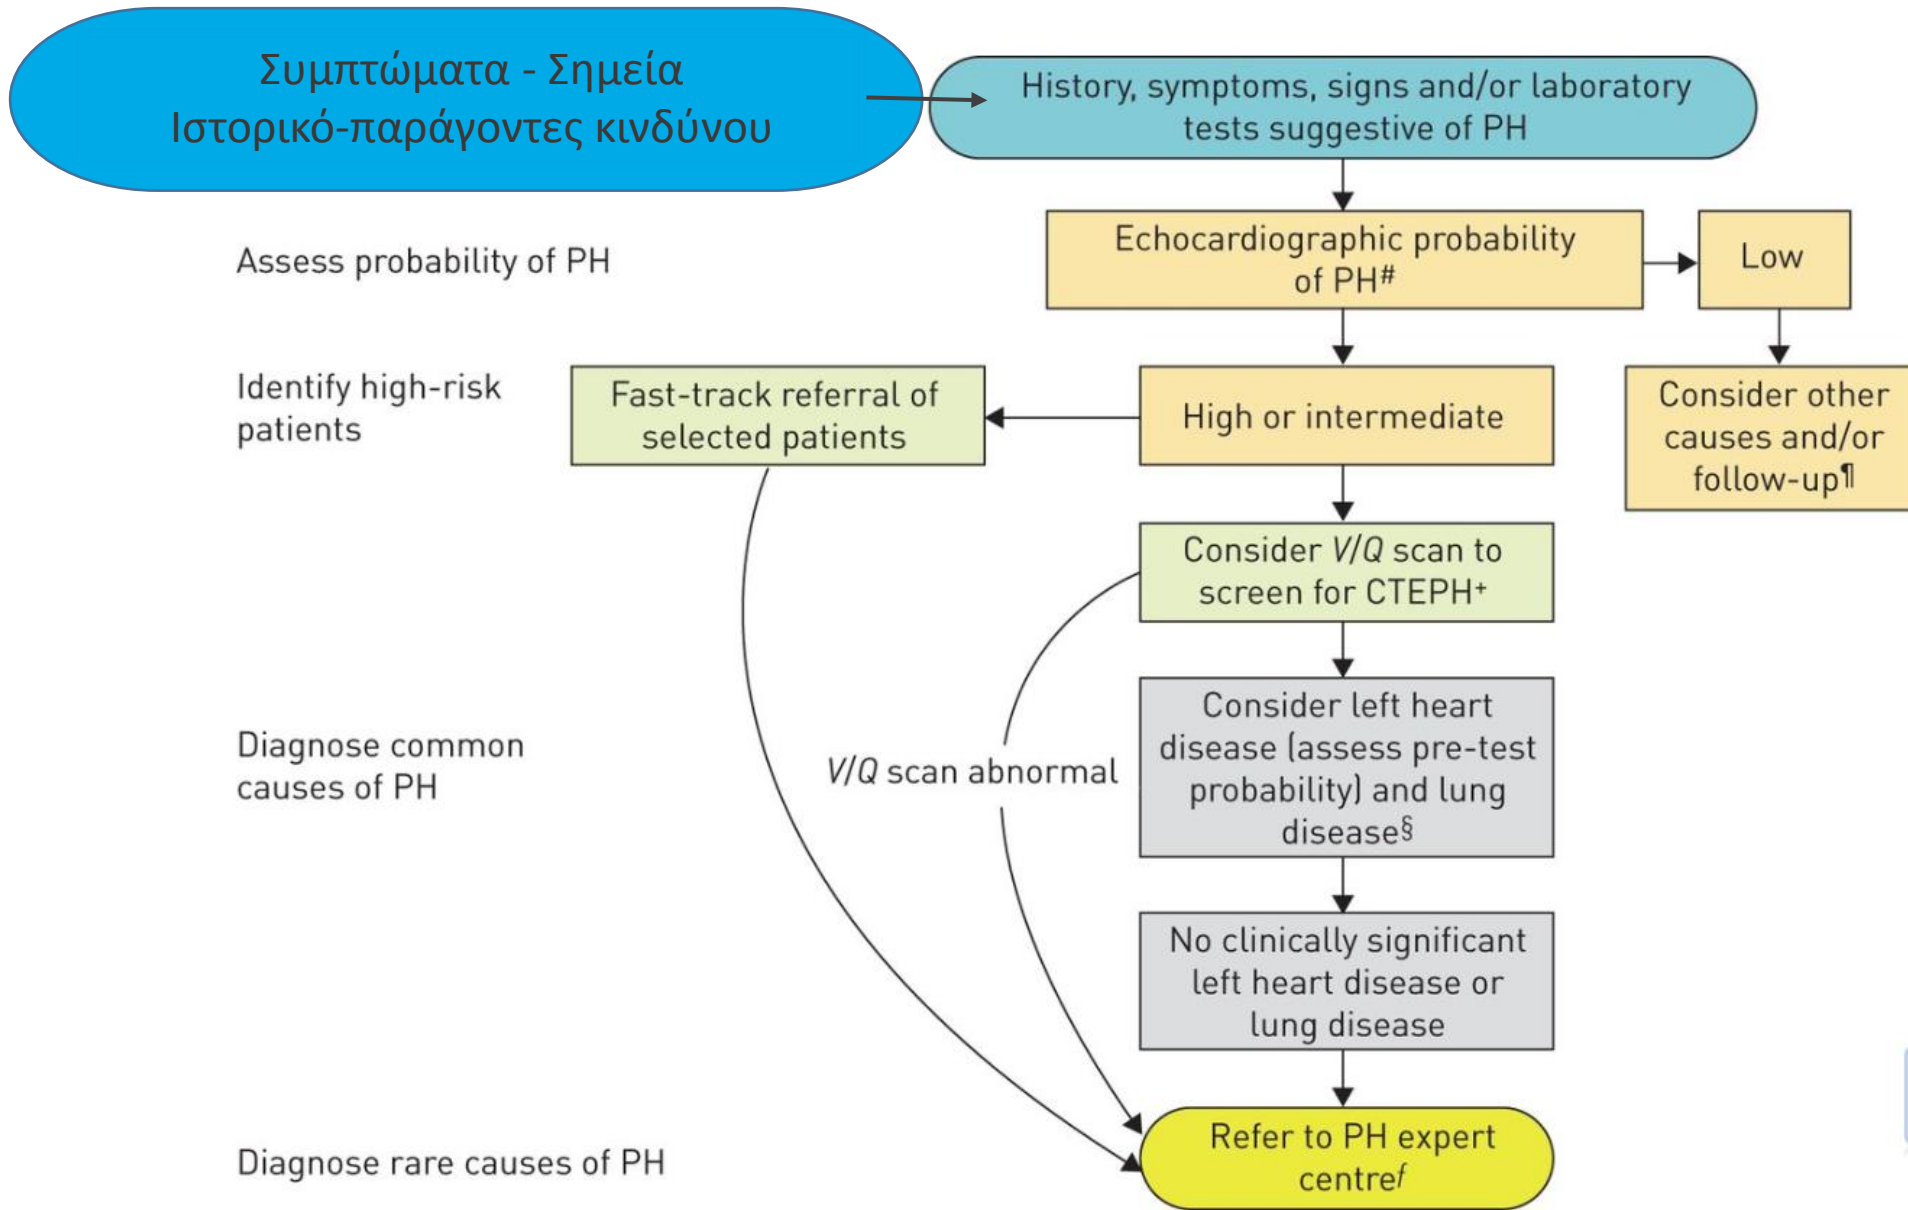 Συμπτώματα - Σημεία
Ιστορικό-παράγοντες κινδύνου
History, symptoms, signs and/or laboratory
tests suggestive of PH
Assess probability of PH
Echocardiographic probability
of PH#
Low
Identify high-risk
patients
Fast-track referral of
selected patients
High or intermediate
Consider other
causes and/or
follow-up¶
Consider V/Q scan to
screen for CTEPH+
Diagnose common
causes of PH
V/Q scan abnormal
Consider left heart
disease (assess pre-test
probability) and lung
disease§
No clinically significant
left heart disease or
lung disease
Diagnose rare causes of PH
Refer to PH expert
centreƒ